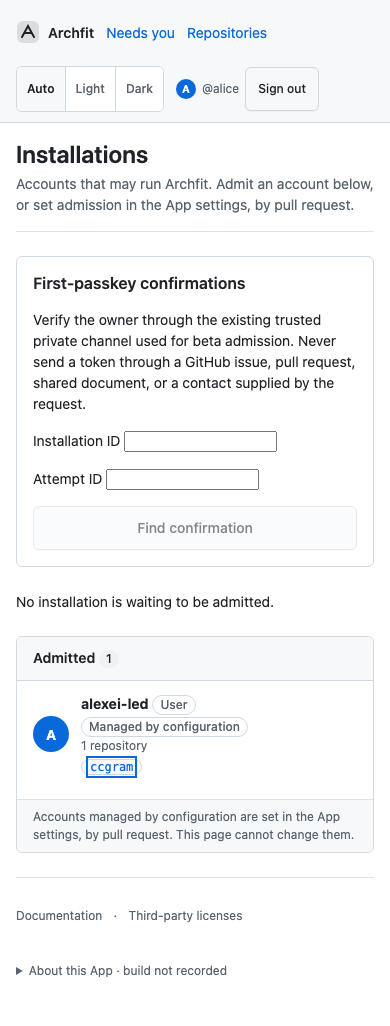 Archfit Needs you Repositories
Auto Light Dark A @alice Sign out
Installations
Accounts that may run Archfit. Admit an account below,
or set admission in the App settings, by pull request.
First-passkey confirmations
Verify the owner through the existing trusted
private channel used for beta admission. Never
send a token through a GitHub issue, pull request,
shared document, or a contact supplied by the
request.
Installation ID
Attempt ID
Find confirmation
No installation is waiting to be admitted.
Admitted 1
alexei-led User
A
Managed by configuration
1 repository
ccgram
Accounts managed by configuration are set in the App
settings, by pull request. This page cannot change them.
Documentation · Third-party licenses
About this App · build not recorded